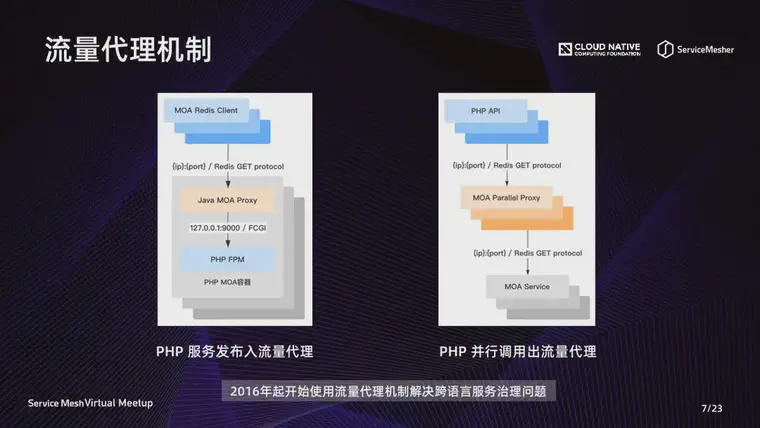 流量代理机制
CLOUD NATIVE
COMPUTING FOUNDATION
ServiceMesher
MOA Redis Client
{ip}:{port} / Redis GET protocol
Java MOA Proxy
127.0.0.1:9000 / FCGI
PHP FPM
PHP MOA容器
PHP 服务发布入流量代理
PHP API
{ip}:{port} / Redis GET protocol
MOA Parallel Proxy
{ip}:{port} / Redis GET protocol
MOA Service
PHP 并行调用出流量代理
2016年起开始使用流量代理机制解决跨语言服务治理问题
Service Mesh Virtual Meetup
7/23